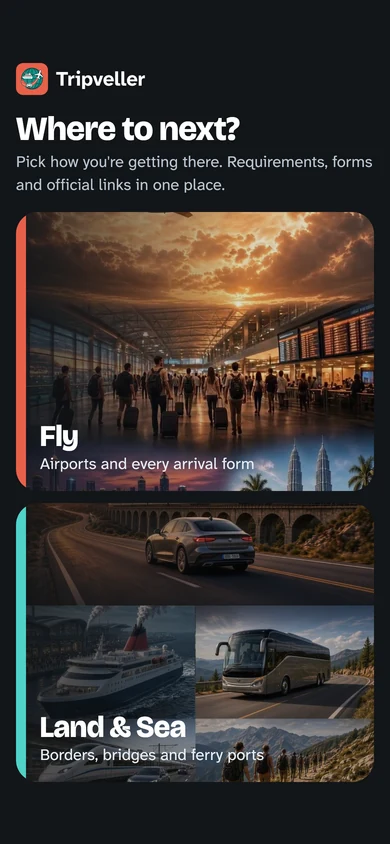 Tripveller
Where to next?
Pick how you're getting there. Requirements, forms
and official links in one place.
Fly
Airports and every arrival form
Land & Sea
Borders, bridges and ferry ports